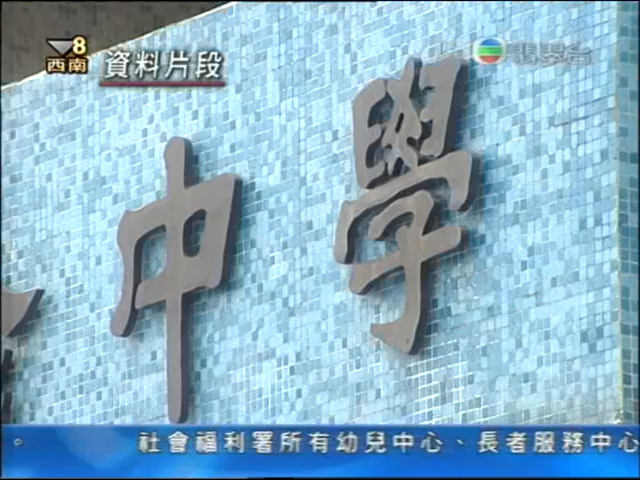 8
西南
資料片段
翡翠台
中學
。 社會福利署所有幼兒中心、長者服務中心